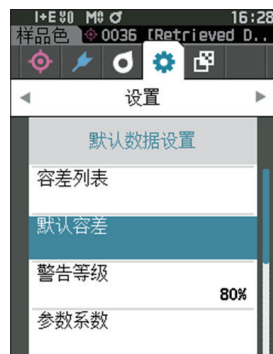 I+E %0 M0 ♂ 16:28
样品色 0036 [Retrieved D..
设置
默认数据设置
容差列表
默认容差
警告等级
80%
参数系数